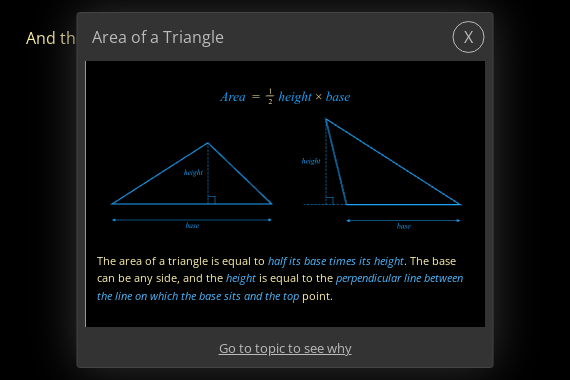 And th
Area of a Triangle
X
Area = 1/2 height × base
height
height
base
base
The area of a triangle is equal to half its base times its height. The base
can be any side, and the height is equal to the perpendicular line between
the line on which the base sits and the top point.
Go to topic to see why